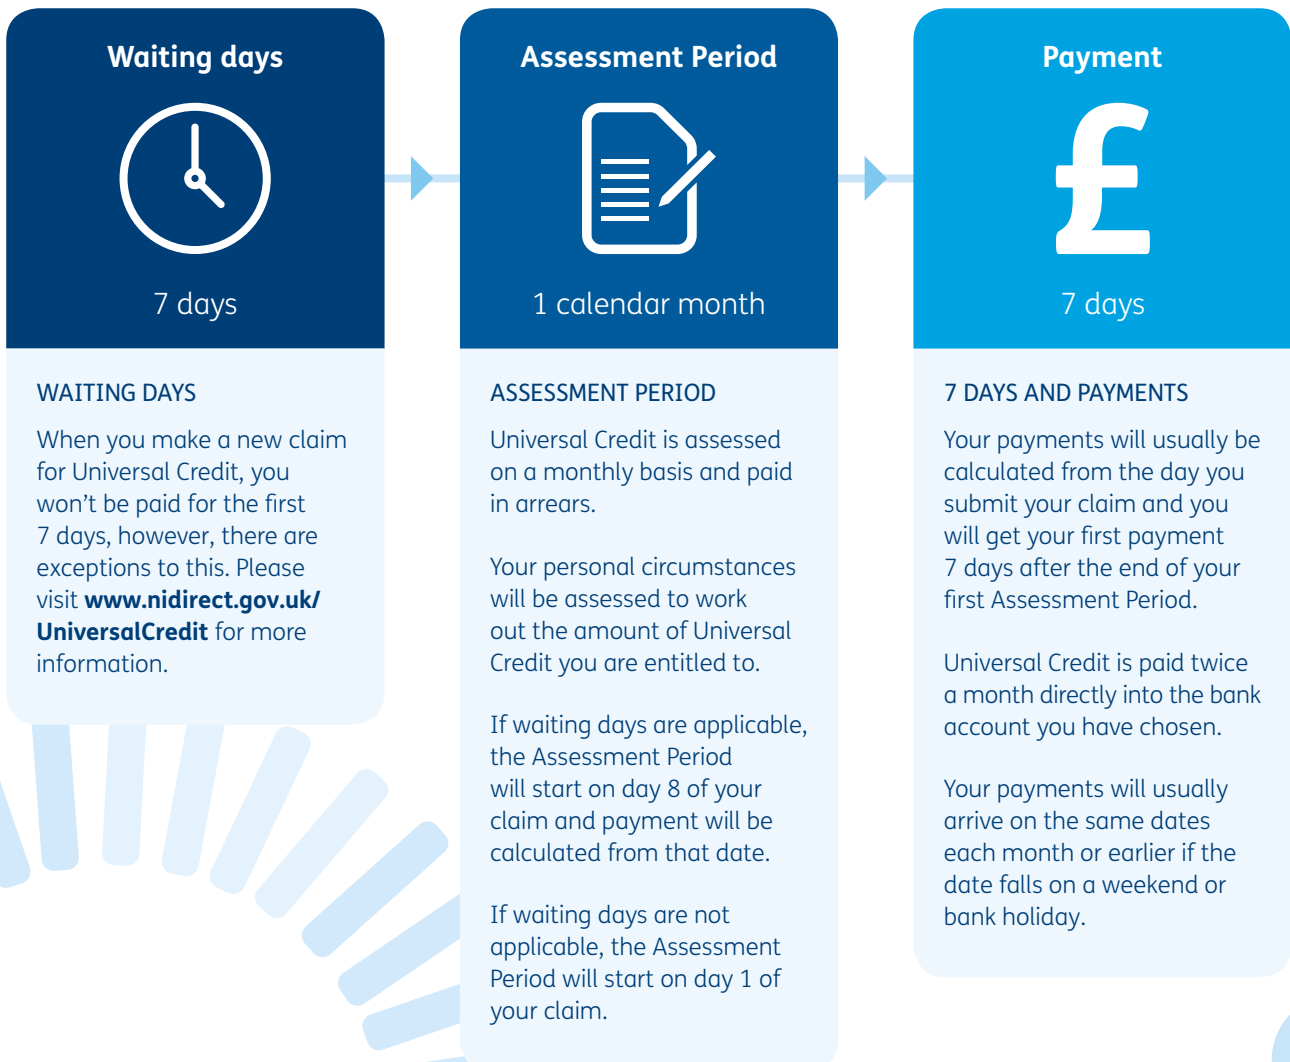 Waiting days
7 days
WAITING DAYS
When you make a new claim
for Universal Credit, you
won't be paid for the first
7 days, however, there are
exceptions to this. Please
visit www.nidirect.gov.uk/
UniversalCredit for more
information.
Assessment Period
1 calendar month
ASSESSMENT PERIOD
Universal Credit is assessed
on a monthly basis and paid
in arrears.
Your personal circumstances
will be assessed to work
out the amount of Universal
Credit you are entitled to.
If waiting days are applicable,
the Assessment Period
will start on day 8 of your
claim and payment will be
calculated from that date.
If waiting days are not
applicable, the Assessment
Period will start on day 1 of
your claim.
Payment
£
7 days
7 DAYS AND PAYMENTS
Your payments will usually be
calculated from the day you
submit your claim and you
will get your first payment
7 days after the end of your
first Assessment Period.
Universal Credit is paid twice
a month directly into the bank
account you have chosen.
Your payments will usually
arrive on the same dates
each month or earlier if the
date falls on a weekend or
bank holiday.